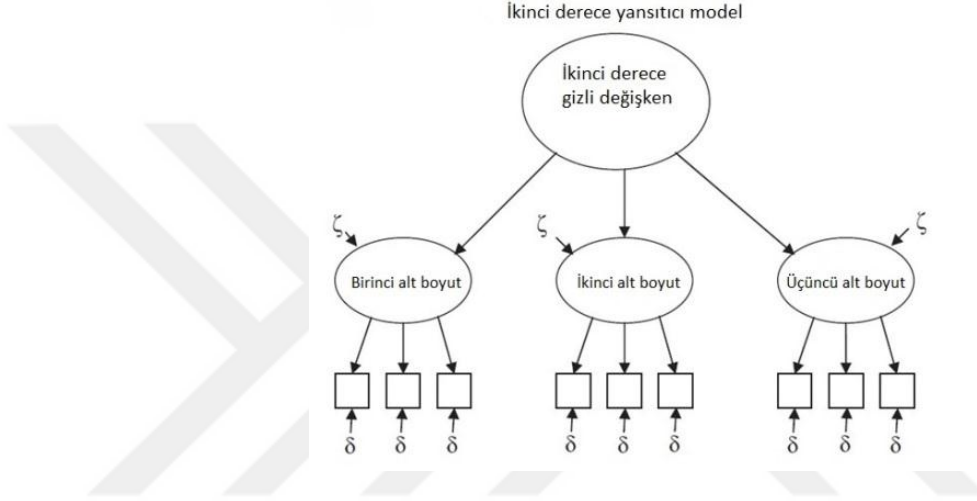 İkinci derece yansıtıcı model
İkinci derece
gizli değişken
ζ
ζ
ζ
Birinci alt boyut
İkinci alt boyut
Üçüncü alt boyut
δ δ δ δ δ δ δ δ δ